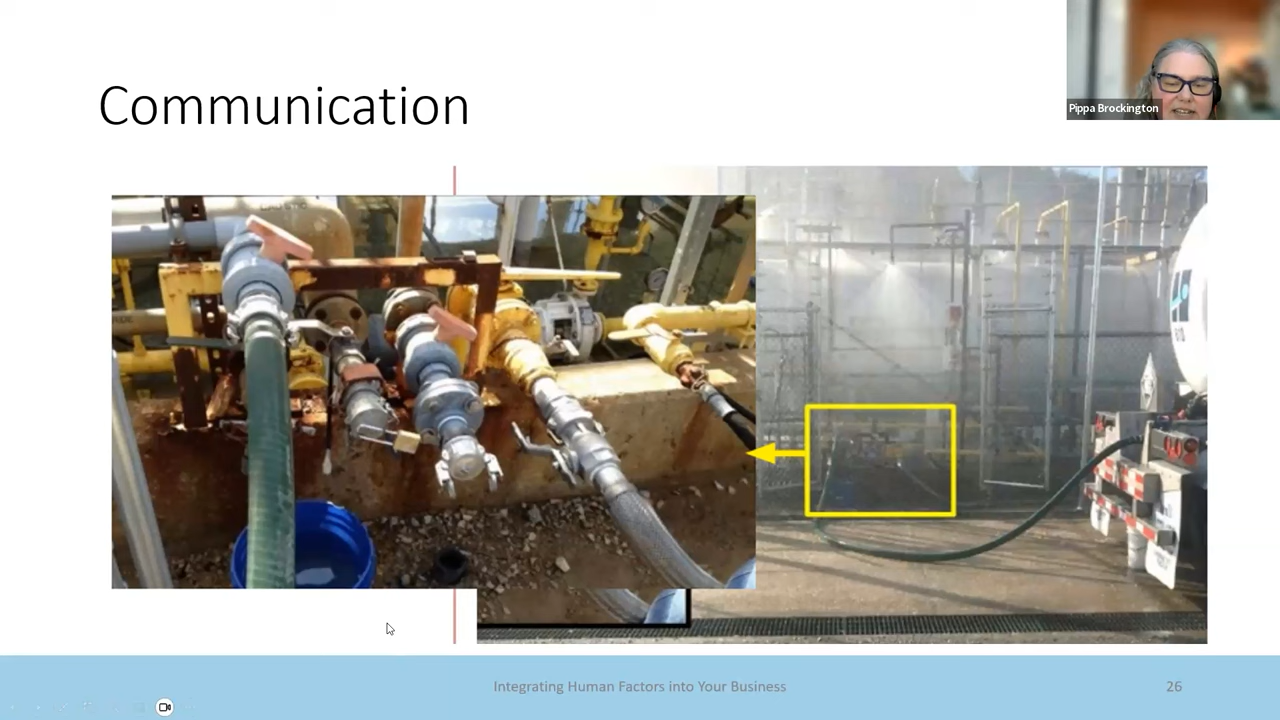 Communication
Pippa Brockington
Integrating Human Factors into Your Business
26